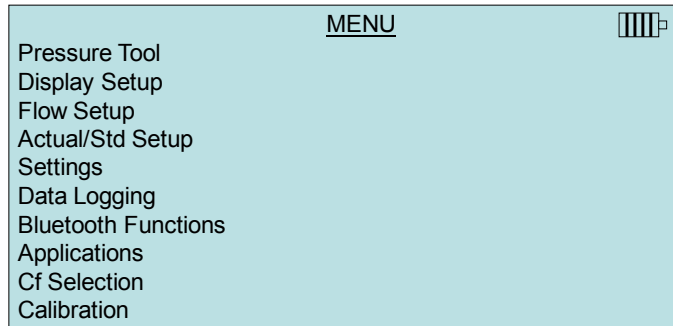 MENU
Pressure Tool
Display Setup
Flow Setup
Actual/Std Setup
Settings
Data Logging
Bluetooth Functions
Applications
Cf Selection
Calibration